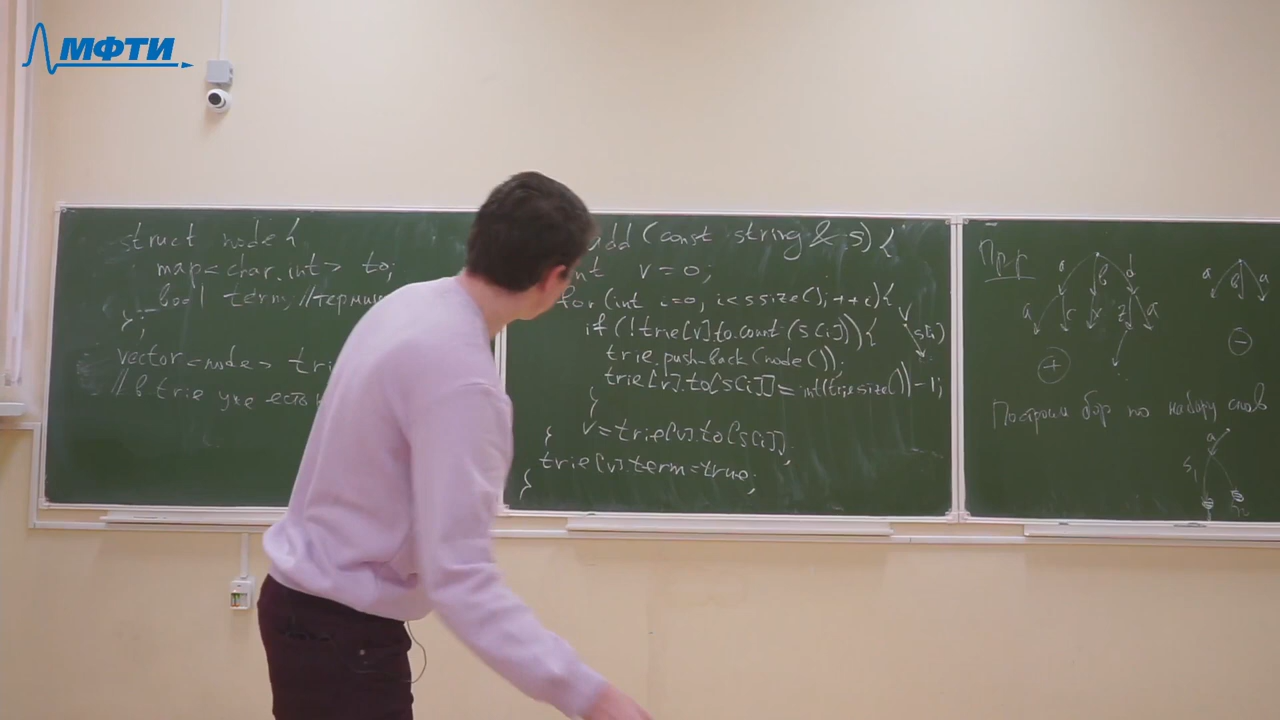 МФТИ
struct node{
map<char,int> to;
bool term; //термин
};
vector<node> tri
// в trie уже есть
add (const string & s) {
int v=0;
for (int i=0; i<s.size(); ++i){
if (!trie[v].to.count(s[i])){
trie.push_back(node());
trie[v].to[s[i]]=int(trie.size())-1;
}
v=trie[v].to[s[i]];
}
trie[v].term=true;
}
v
s[i]
Пр-р
b d
a c z a
a a
+
−
Построим бор по набору слов
a
s1